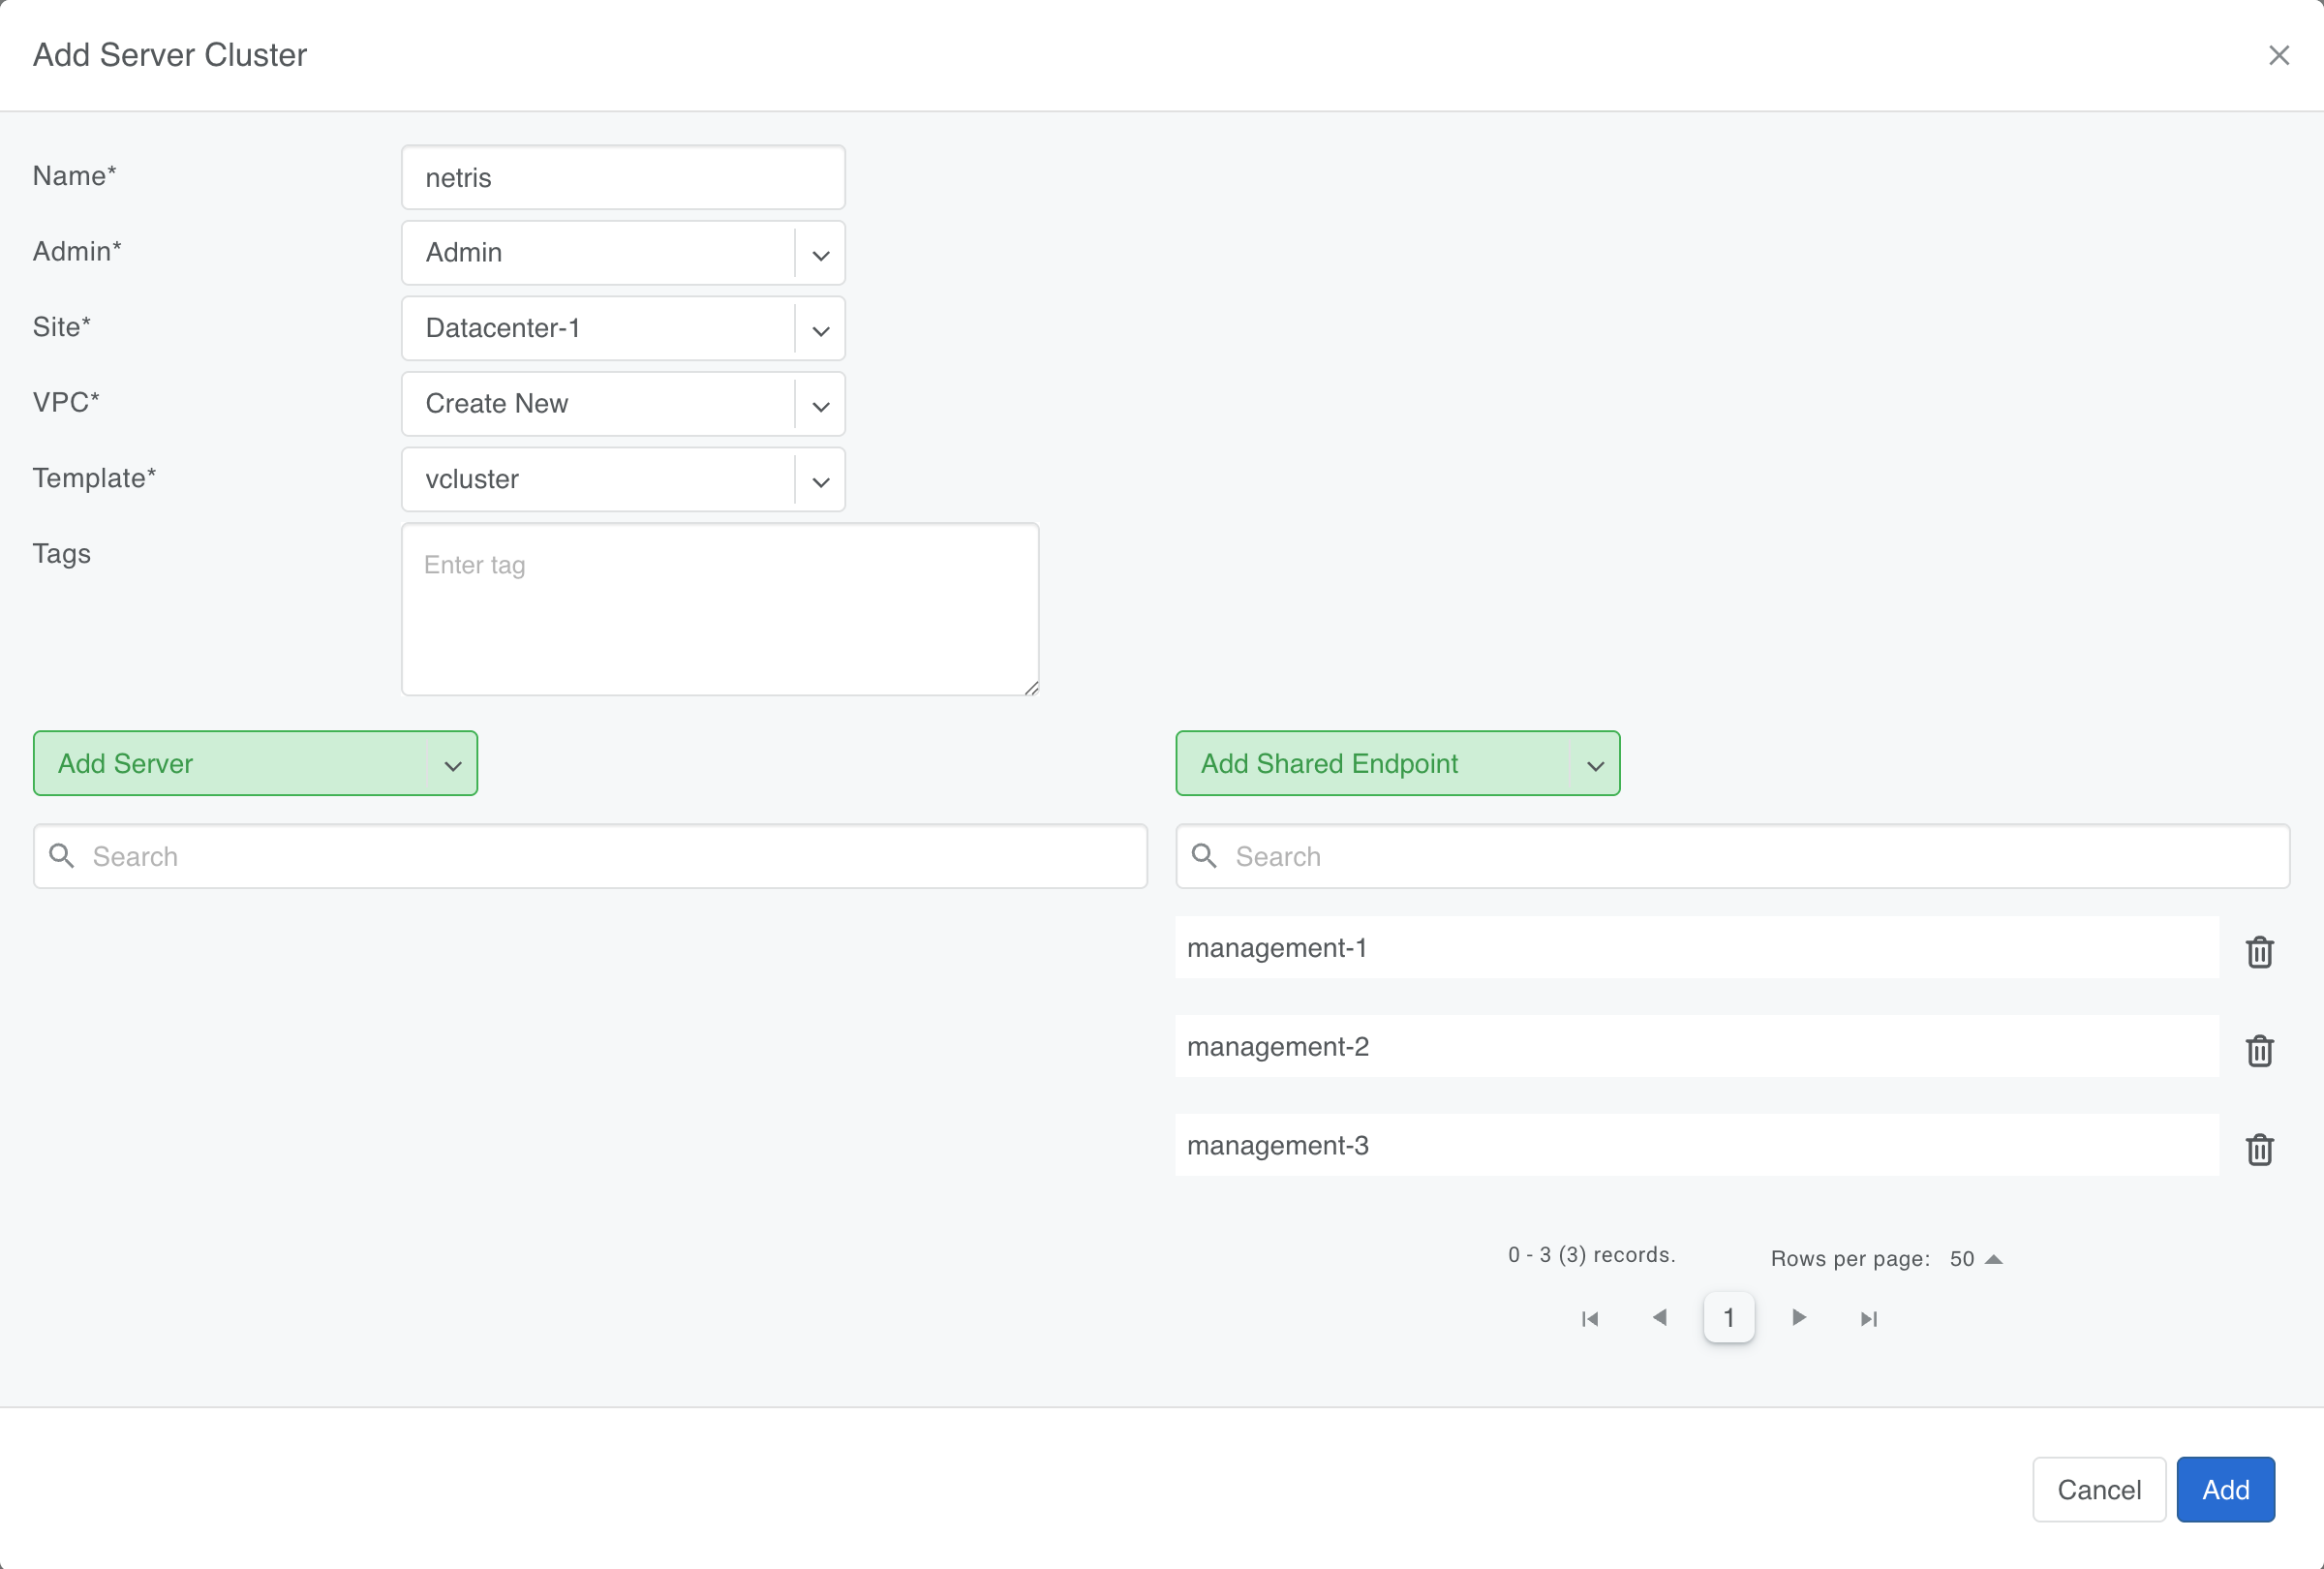 Add Server Cluster
Name*
netris
Admin*
Admin
Site*
Datacenter-1
VPC*
Create New
Template*
vcluster
Tags
Enter tag
Add Server
Add Shared Endpoint
Search
Search
management-1
management-2
management-3
0 - 3 (3) records.
Rows per page: 50
1
Cancel
Add